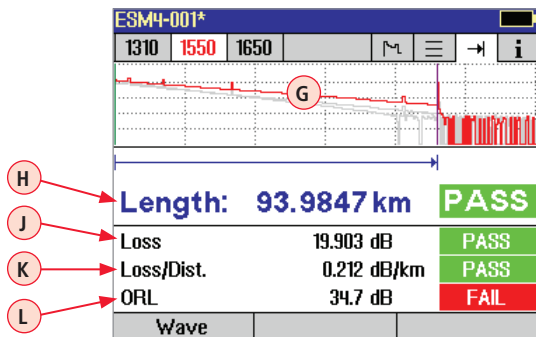 ESM4-001*
1310 1550 1650 i
G
H Length: 93.9847 km PASS
J Loss 19.903 dB PASS
K Loss/Dist. 0.212 dB/km PASS
L ORL 34.7 dB FAIL
Wave